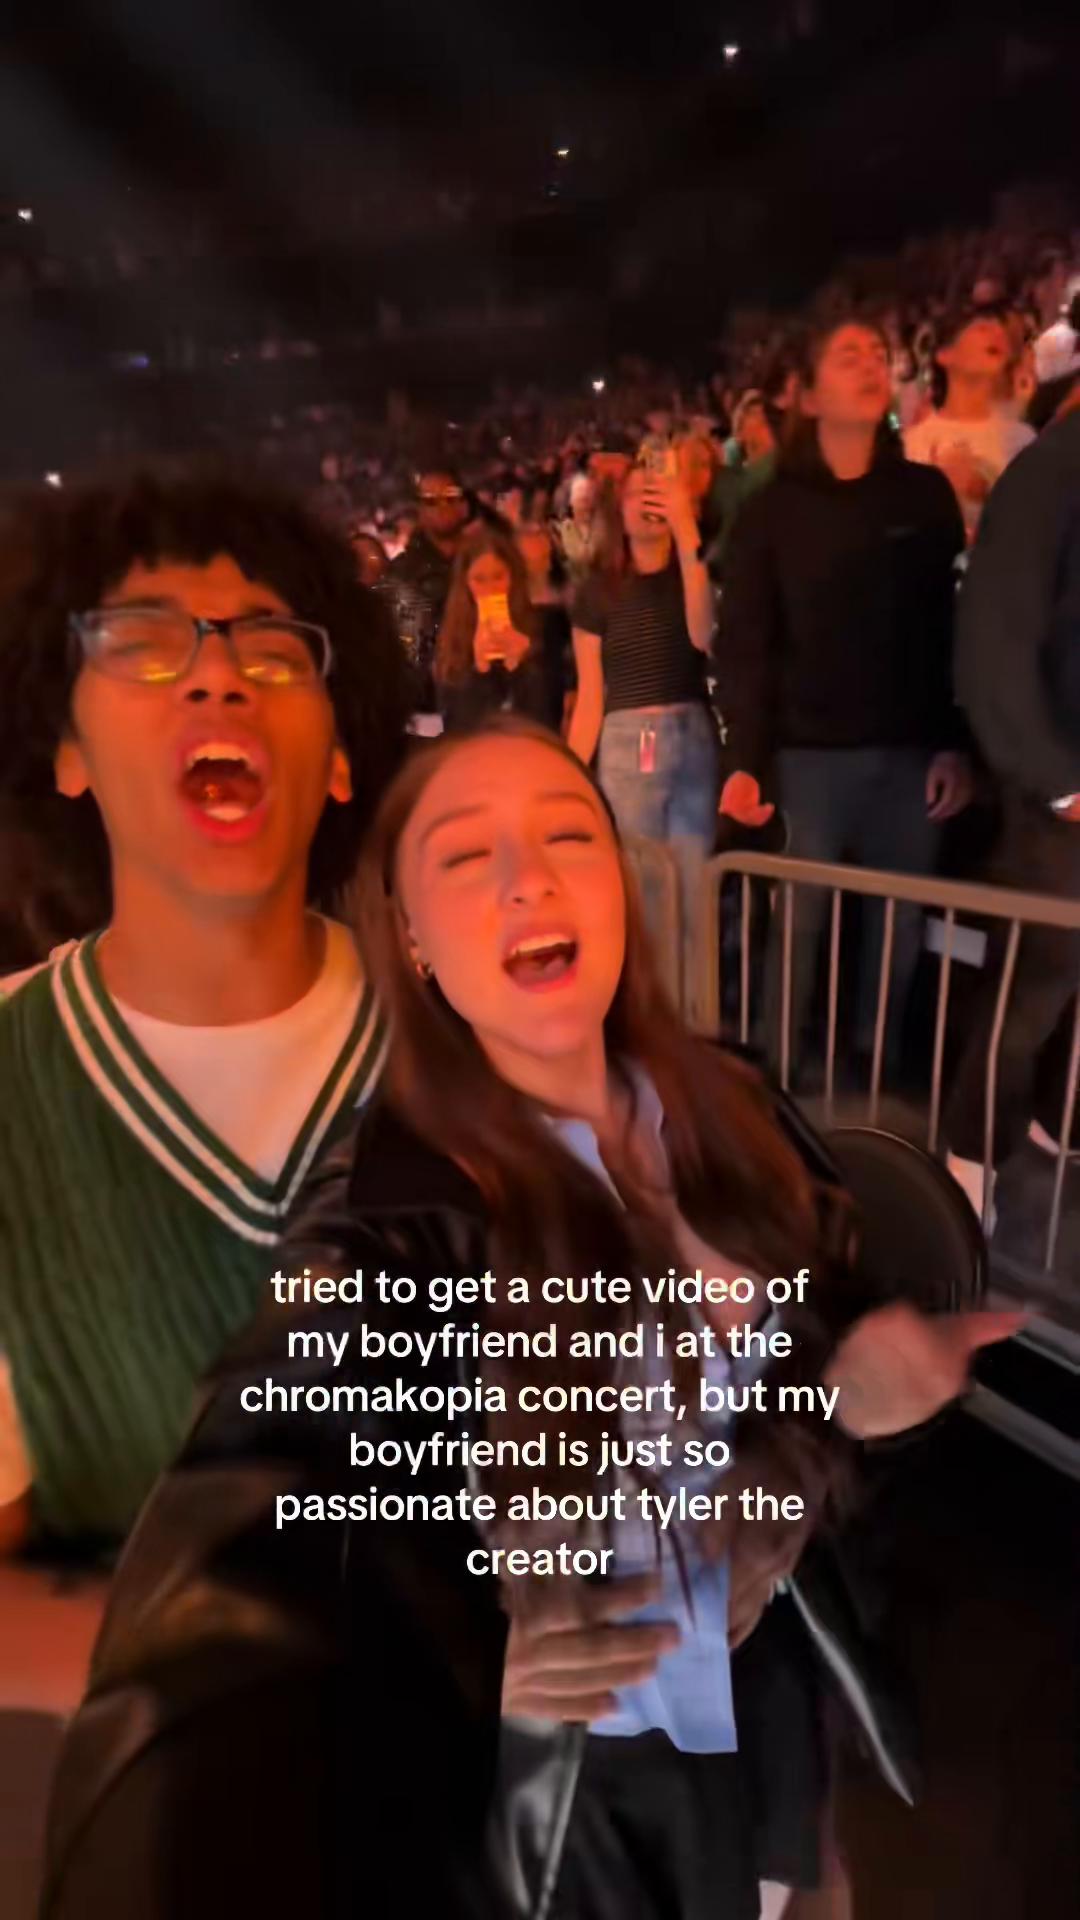 tried to get a cute video of
my boyfriend and i at the
chromakopia concert, but my
boyfriend is just so
passionate about tyler the
creator